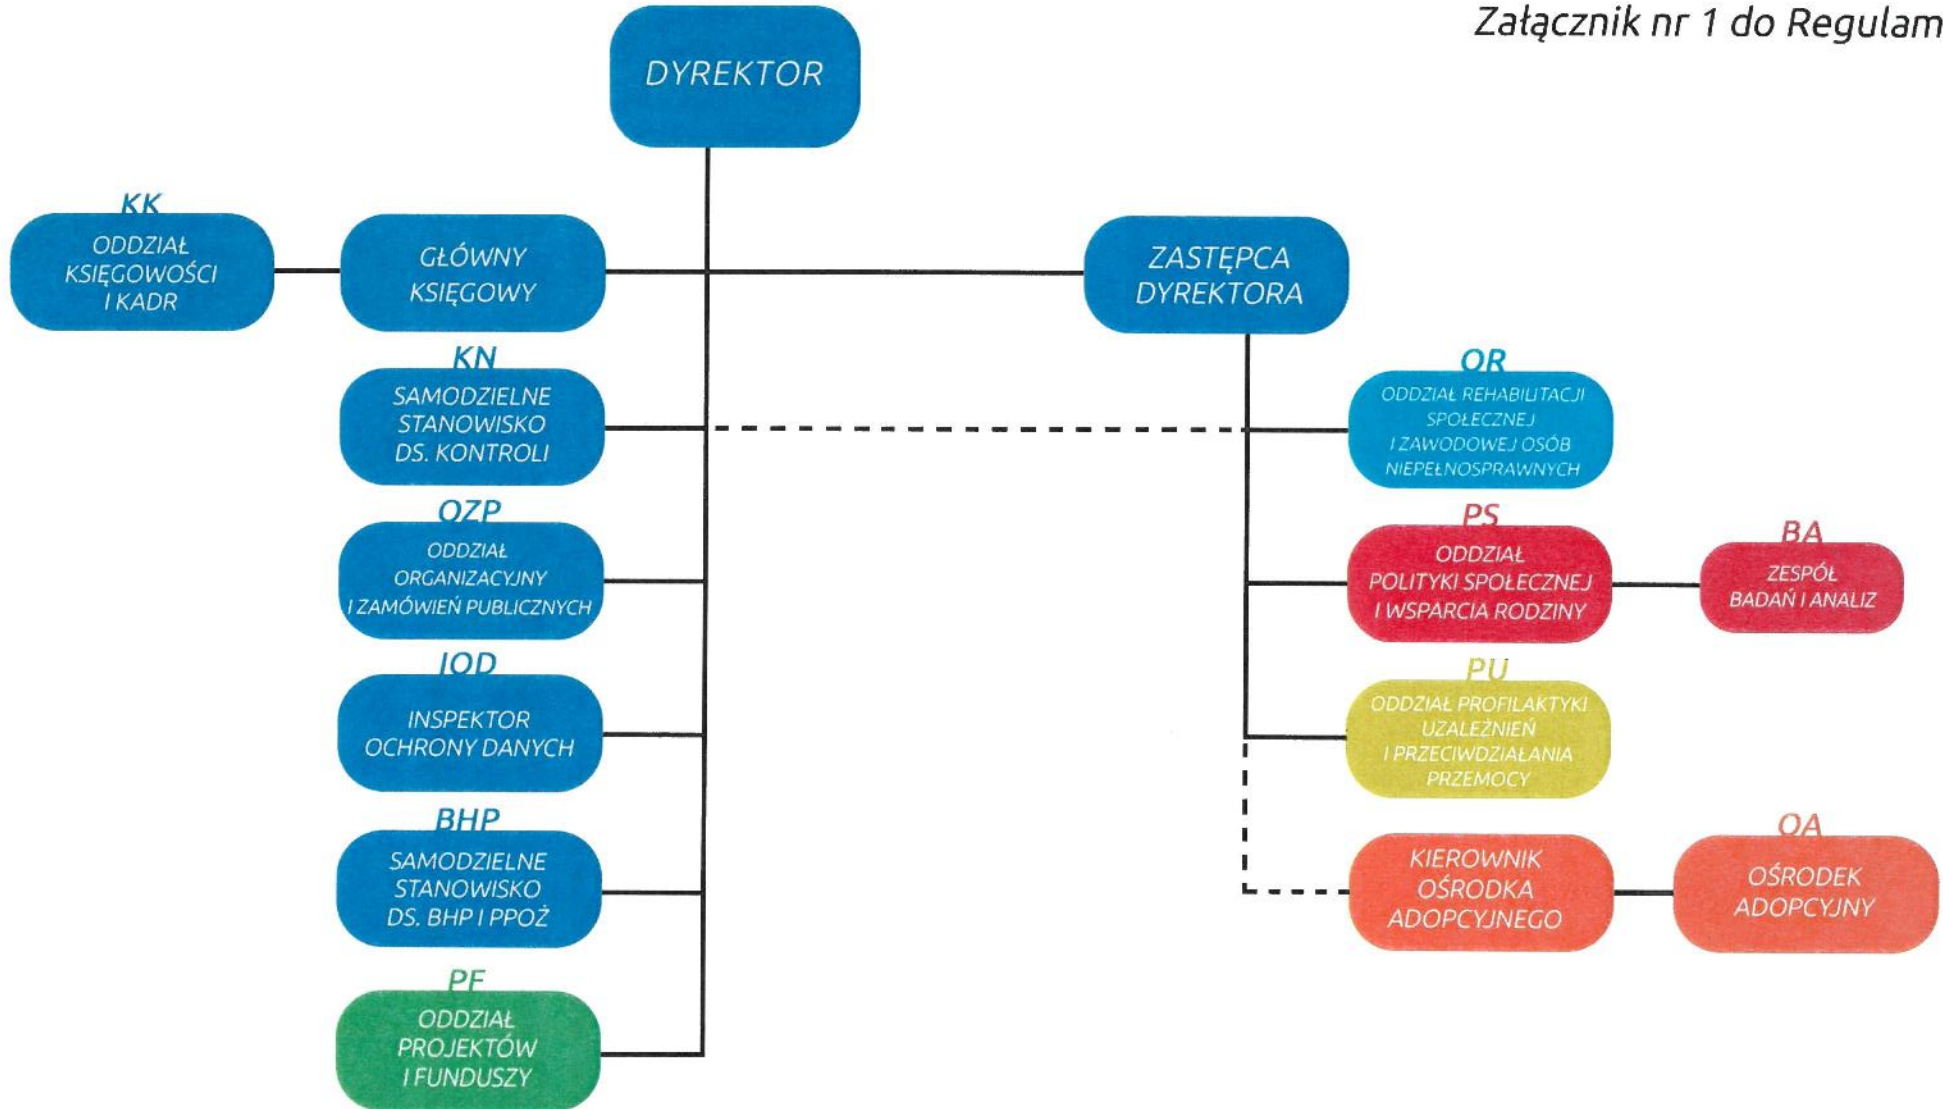 Załącznik nr 1 do Regulam
DYREKTOR
KK
ODDZIAŁ
KSIĘGOWOŚCI
I KADR
GŁÓWNY
KSIĘGOWY
ZASTĘPCA
DYREKTORA
KN
SAMODZIELNE
STANOWISKO
DS. KONTROLI
OR
ODDZIAŁ REHABILITACJI
SPOŁECZNEJ
I ZAWODOWEJ OSÓB
NIEPEŁNOSPRAWNYCH
OZP
ODDZIAŁ
ORGANIZACYJNY
I ZAMÓWIEŃ PUBLICZNYCH
PS
ODDZIAŁ
POLITYKI SPOŁECZNEJ
I WSPARCIA RODZINY
BA
ZESPÓŁ
BADAŃ I ANALIZ
IOD
INSPEKTOR
OCHRONY DANYCH
PU
ODDZIAŁ PROFILAKTYKI
UZALEŻNIEŃ
I PRZECIWDZIAŁANIA
PRZEMOCY
BHP
SAMODZIELNE
STANOWISKO
DS. BHP I PPOŻ
KIEROWNIK
OŚRODKA
ADOPCYJNEGO
OA
OŚRODEK
ADOPCYJNY
PF
ODDZIAŁ
PROJEKTÓW
I FUNDUSZY